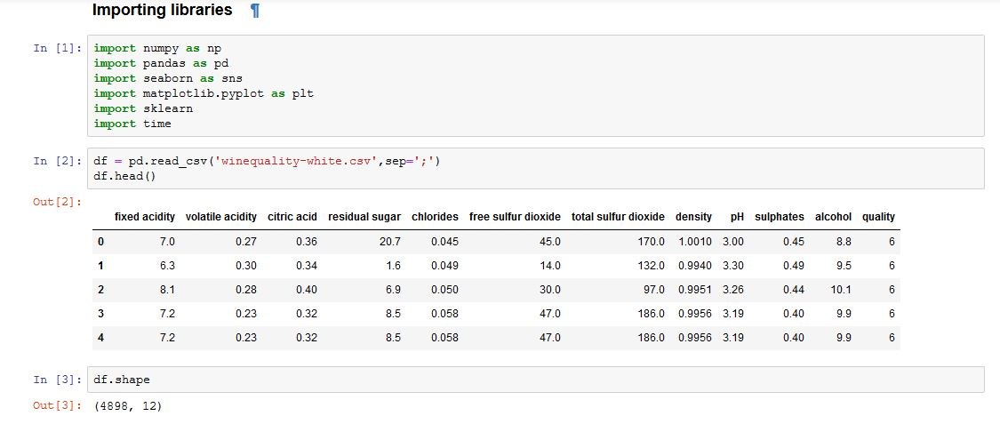 Importing libraries ¶
In [1]: import numpy as np
import pandas as pd
import seaborn as sns
import matplotlib.pyplot as plt
import sklearn
import time
In [2]: df = pd.read_csv('winequality-white.csv',sep=';')
df.head()
Out[2]:
fixed acidity volatile acidity citric acid residual sugar chlorides free sulfur dioxide total sulfur dioxide density pH sulphates alcohol quality
0 7.0 0.27 0.36 20.7 0.045 45.0 170.0 1.0010 3.00 0.45 8.8 6
1 6.3 0.30 0.34 1.6 0.049 14.0 132.0 0.9940 3.30 0.49 9.5 6
2 8.1 0.28 0.40 6.9 0.050 30.0 97.0 0.9951 3.26 0.44 10.1 6
3 7.2 0.23 0.32 8.5 0.058 47.0 186.0 0.9956 3.19 0.40 9.9 6
4 7.2 0.23 0.32 8.5 0.058 47.0 186.0 0.9956 3.19 0.40 9.9 6
In [3]: df.shape
Out[3]: (4898, 12)